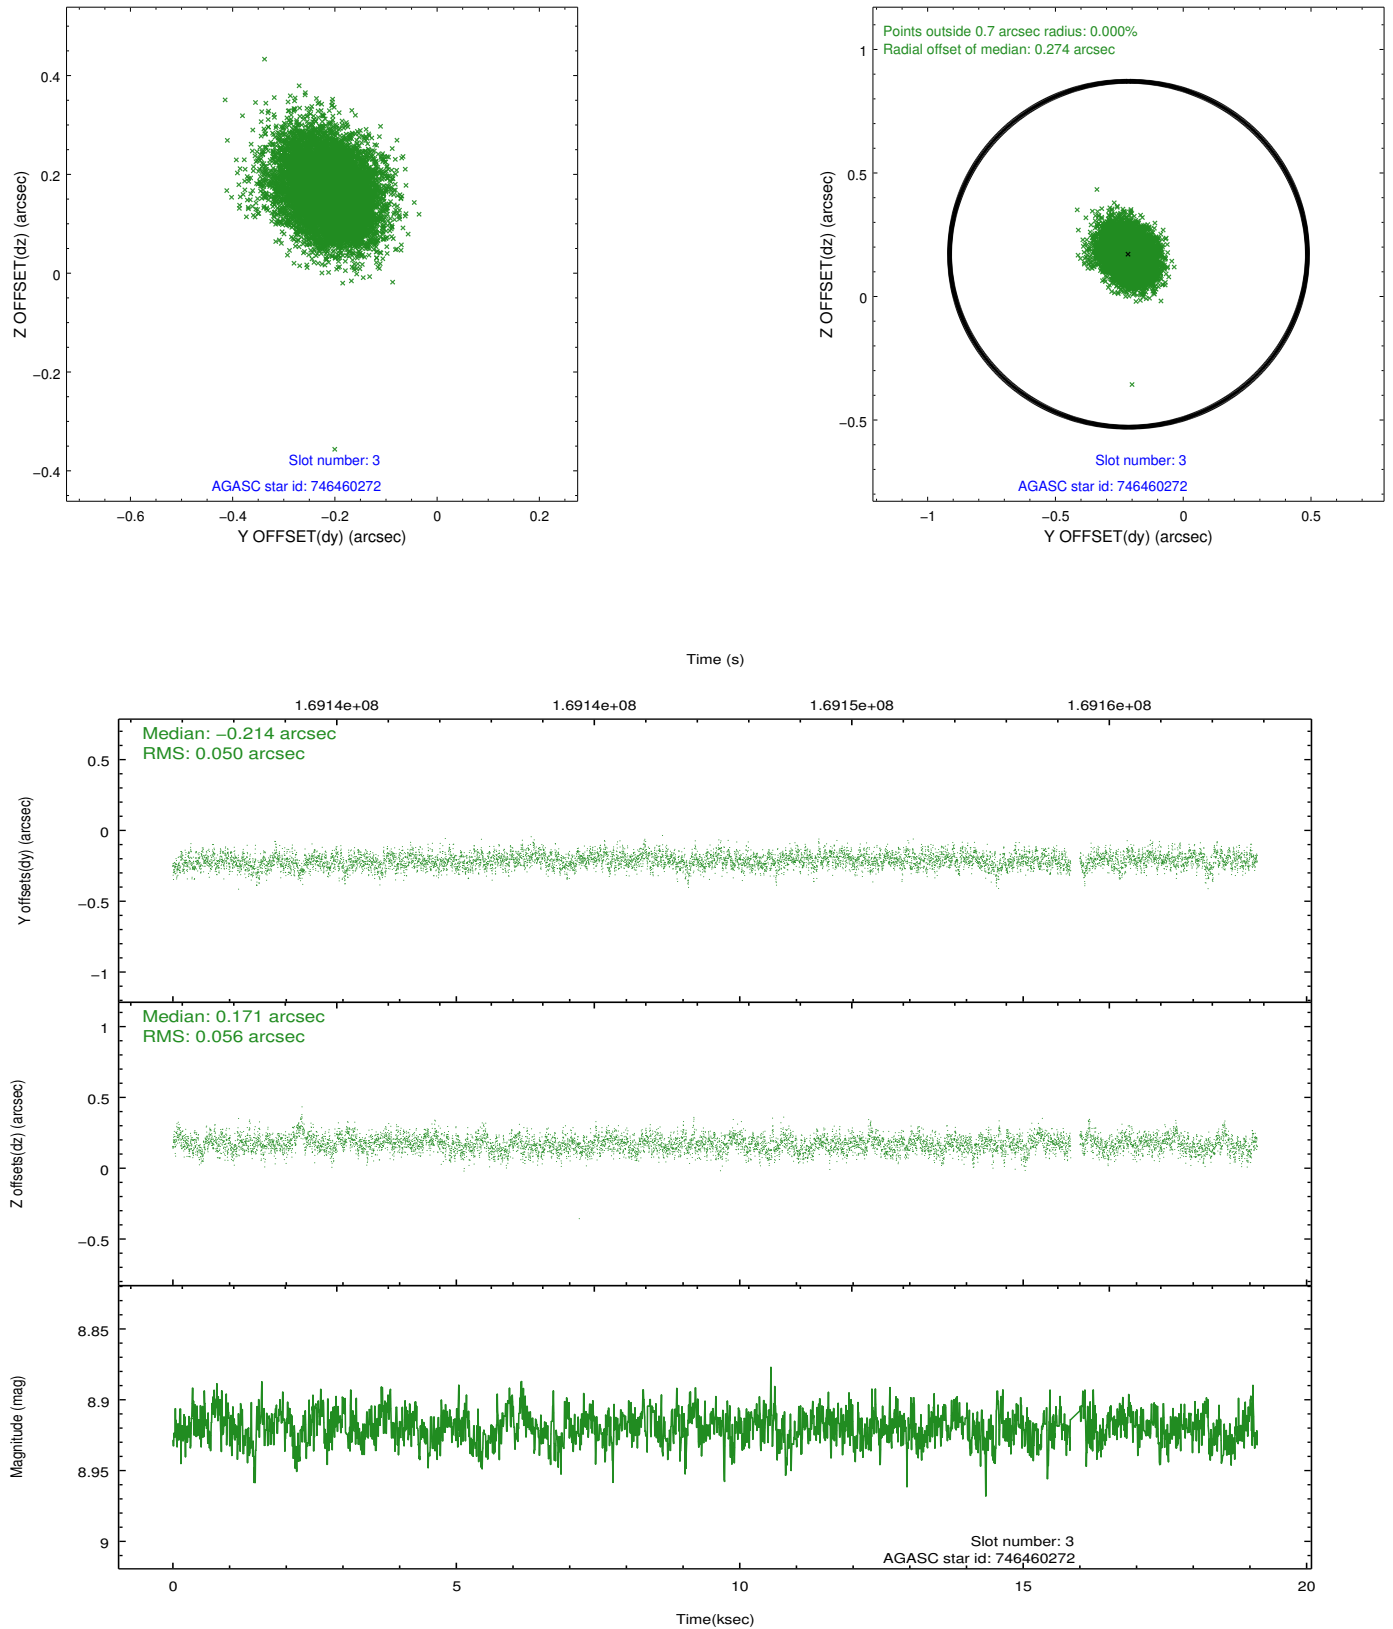 0.4
0.2
0
−0.2
−0.4
Z OFFSET(dz) (arcsec)
Slot number: 3
AGASC star id: 746460272
−0.6 −0.4 −0.2 0 0.2
Y OFFSET(dy) (arcsec)
Points outside 0.7 arcsec radius: 0.000%
Radial offset of median: 0.274 arcsec
1
0.5
0
−0.5
Z OFFSET(dz) (arcsec)
Slot number: 3
AGASC star id: 746460272
−1 −0.5 0 0.5
Y OFFSET(dy) (arcsec)
Time (s)
1.6914e+08 1.6914e+08 1.6915e+08 1.6916e+08
Median: −0.214 arcsec
RMS: 0.050 arcsec
0.5
0
−0.5
−1
Y offsets(dy) (arcsec)
Median: 0.171 arcsec
RMS: 0.056 arcsec
1
0.5
0
−0.5
Z offsets(dz) (arcsec)
8.85
8.9
8.95
9
Magnitude (mag)
Slot number: 3
AGASC star id: 746460272
0 5 10 15 20
Time(ksec)